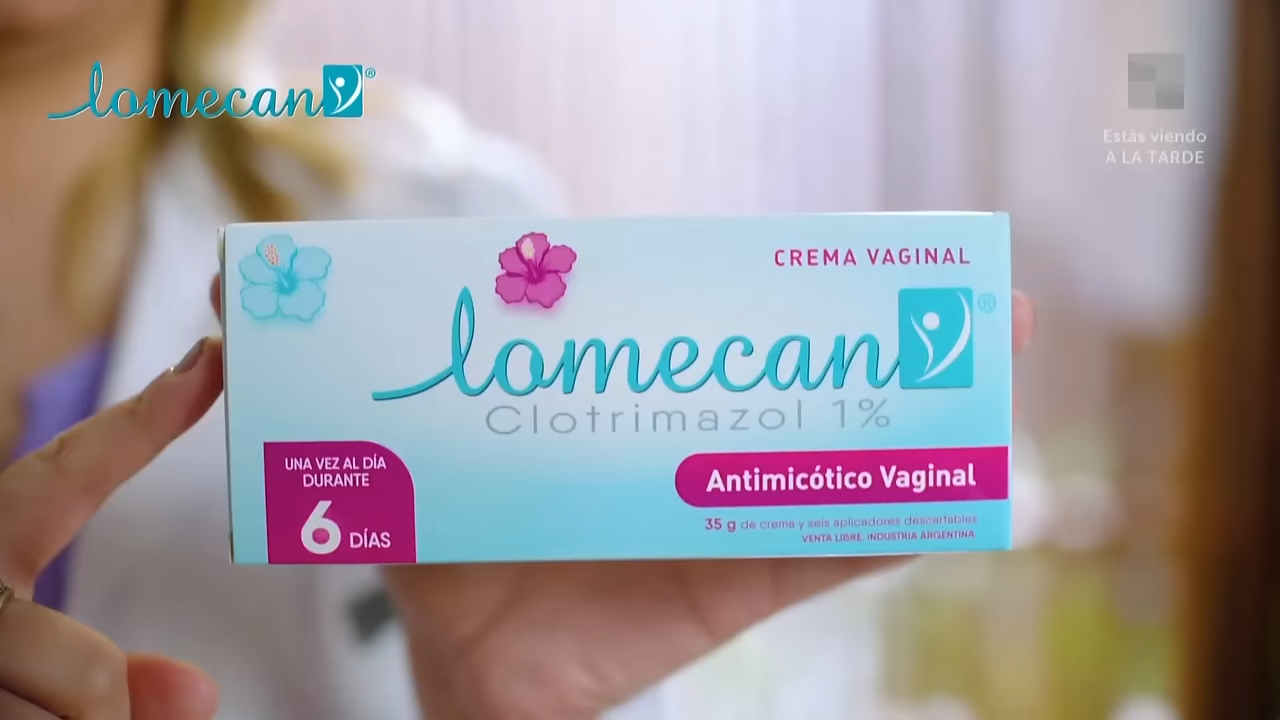 lomecan
Estás viendo
A LA TARDE
CREMA VAGINAL
lomecan
Clotrimazol 1%
UNA VEZ AL DÍA
DURANTE
6 DÍAS
Antimicótico Vaginal
35 g de crema y seis aplicadores descartables
VENTA LIBRE. INDUSTRIA ARGENTINA